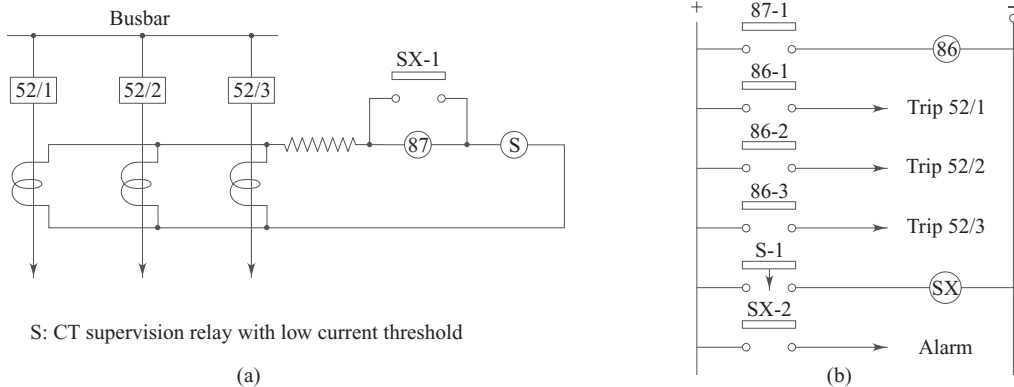 Busbar
52/1 52/2 52/3
SX-1
87 S
S: CT supervision relay with low current threshold
(a)
+ −
87-1
86
86-1
Trip 52/1
86-2
Trip 52/2
86-3
Trip 52/3
S-1
SX
SX-2
Alarm
(b)